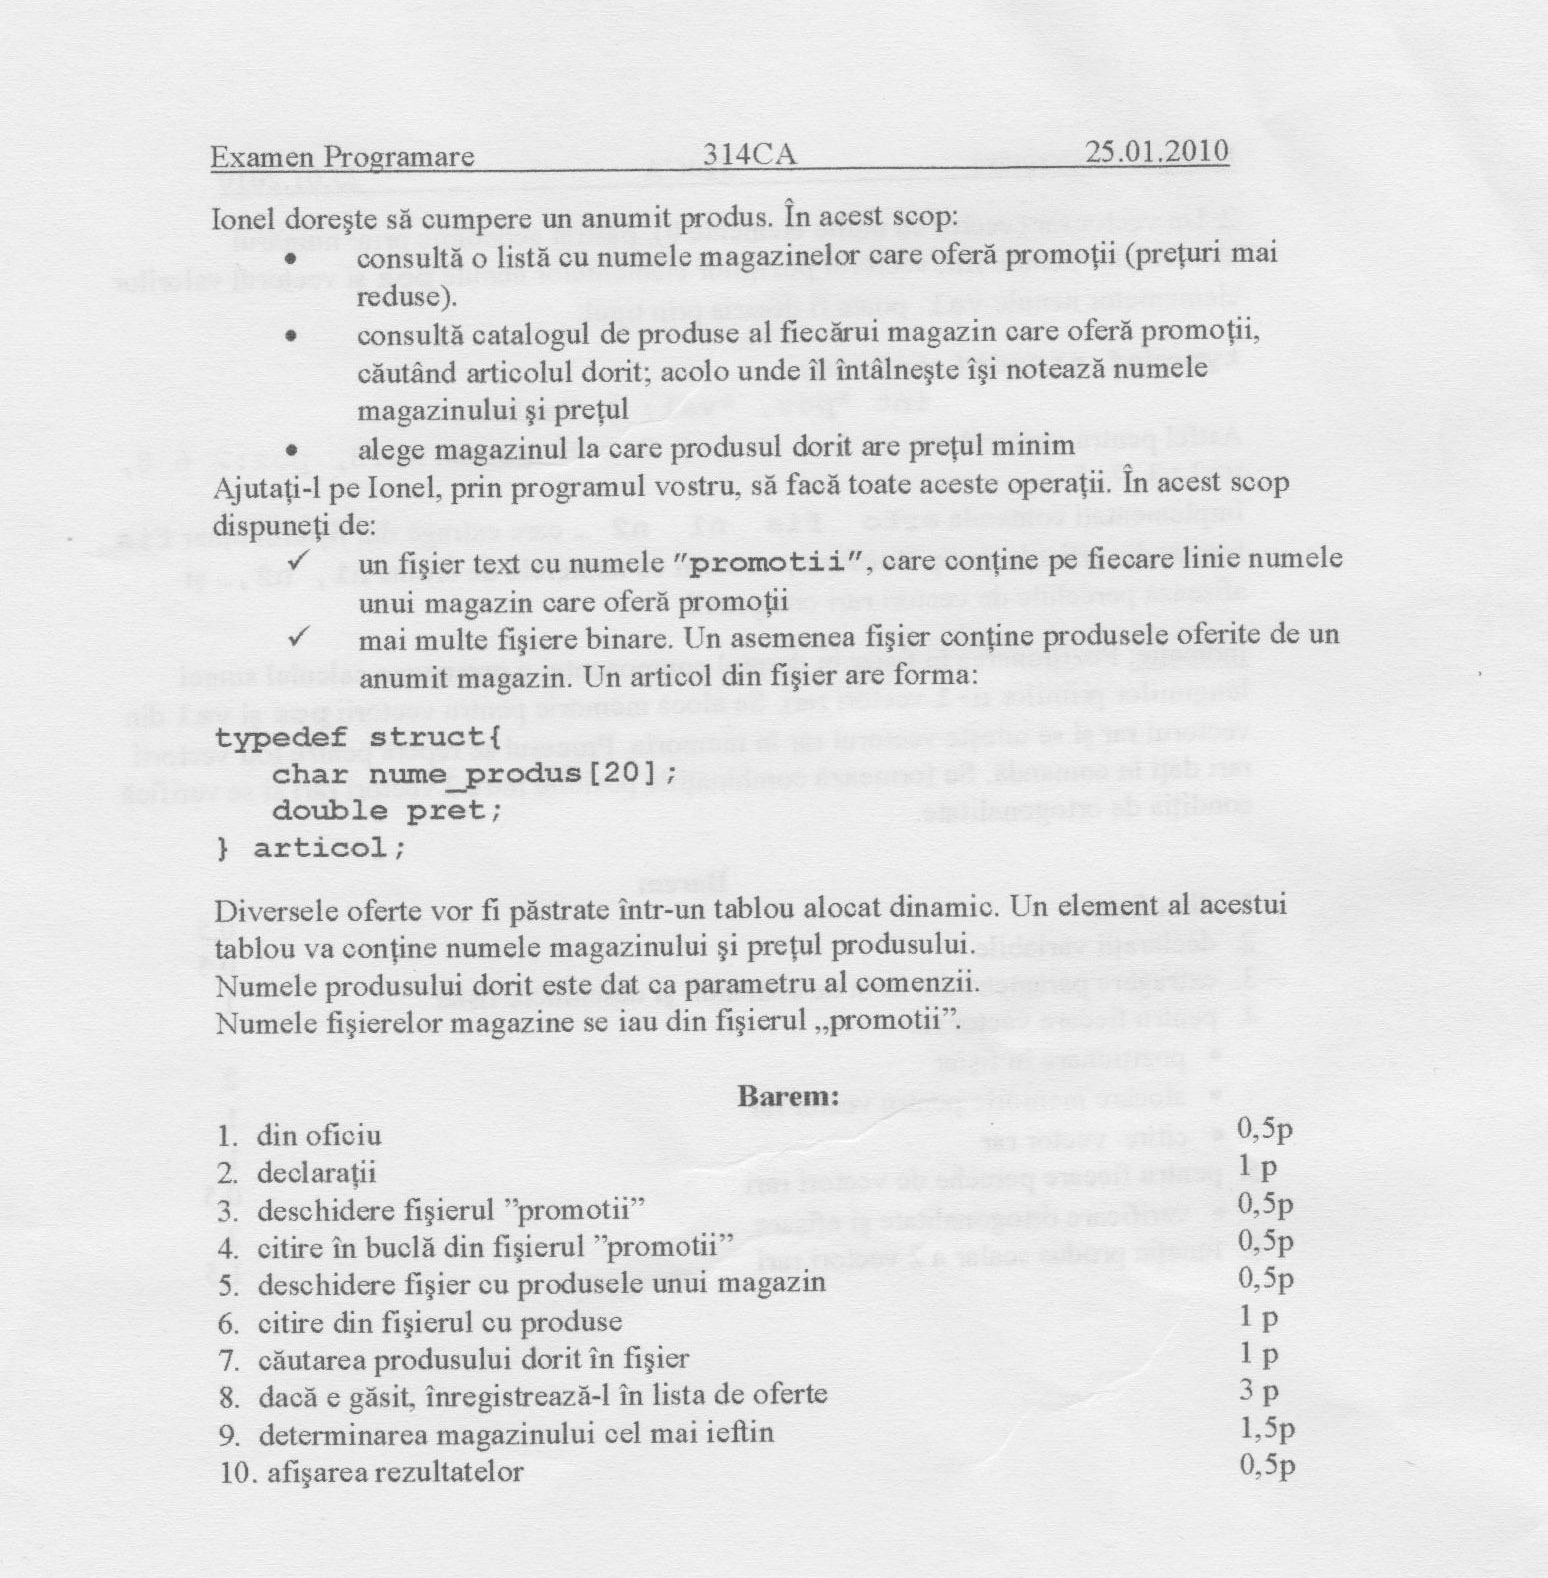 Examen Programare 314CA 25.01.2010
Ionel doreşte să cumpere un anumit produs. În acest scop:
• consultă o listă cu numele magazinelor care oferă promoţii (preţuri mai
reduse).
• consultă catalogul de produse al fiecărui magazin care oferă promoţii,
căutând articolul dorit; acolo unde îl întâlneşte îşi notează numele
magazinului şi preţul
• alege magazinul la care produsul dorit are preţul minim
Ajutaţi-l pe Ionel, prin programul vostru, să facă toate aceste operaţii. În acest scop
dispuneţi de:
✓ un fişier text cu numele "promotii", care conţine pe fiecare linie numele
unui magazin care oferă promoţii
✓ mai multe fişiere binare. Un asemenea fişier conţine produsele oferite de un
anumit magazin. Un articol din fişier are forma:
typedef struct{
char nume_produs[20];
double pret;
} articol;
Diversele oferte vor fi păstrate într-un tablou alocat dinamic. Un element al acestui
tablou va conţine numele magazinului şi preţul produsului.
Numele produsului dorit este dat ca parametru al comenzii.
Numele fişierelor magazine se iau din fişierul „promotii”.
Barem:
1. din oficiu 0,5p
2. declaraţii 1 p
3. deschidere fişierul ”promotii” 0,5p
4. citire în buclă din fişierul ”promotii” 0,5p
5. deschidere fişier cu produsele unui magazin 0,5p
6. citire din fişierul cu produse 1 p
7. căutarea produsului dorit în fişier 1 p
8. dacă e găsit, înregistrează-l în lista de oferte 3 p
9. determinarea magazinului cel mai ieftin 1,5p
10. afişarea rezultatelor 0,5p